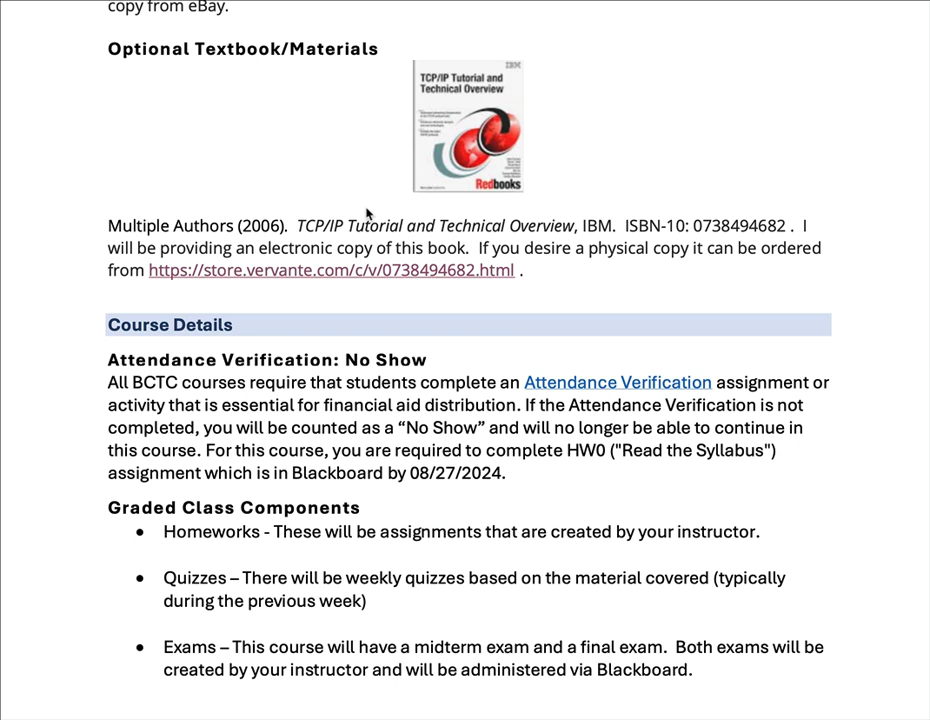 copy from eBay.
Optional Textbook/Materials
IBM
TCP/IP Tutorial and
Technical Overview
Redbooks
Multiple Authors (2006).  TCP/IP Tutorial and Technical Overview, IBM.  ISBN-10: 0738494682 .  I
will be providing an electronic copy of this book.  If you desire a physical copy it can be ordered
from https://store.vervante.com/c/v/0738494682.html .
Course Details
Attendance Verification: No Show
All BCTC courses require that students complete an Attendance Verification assignment or
activity that is essential for financial aid distribution. If the Attendance Verification is not
completed, you will be counted as a “No Show” and will no longer be able to continue in
this course. For this course, you are required to complete HW0 ("Read the Syllabus")
assignment which is in Blackboard by 08/27/2024.
Graded Class Components
• Homeworks - These will be assignments that are created by your instructor.
• Quizzes – There will be weekly quizzes based on the material covered (typically
during the previous week)
• Exams – This course will have a midterm exam and a final exam.  Both exams will be
created by your instructor and will be administered via Blackboard.